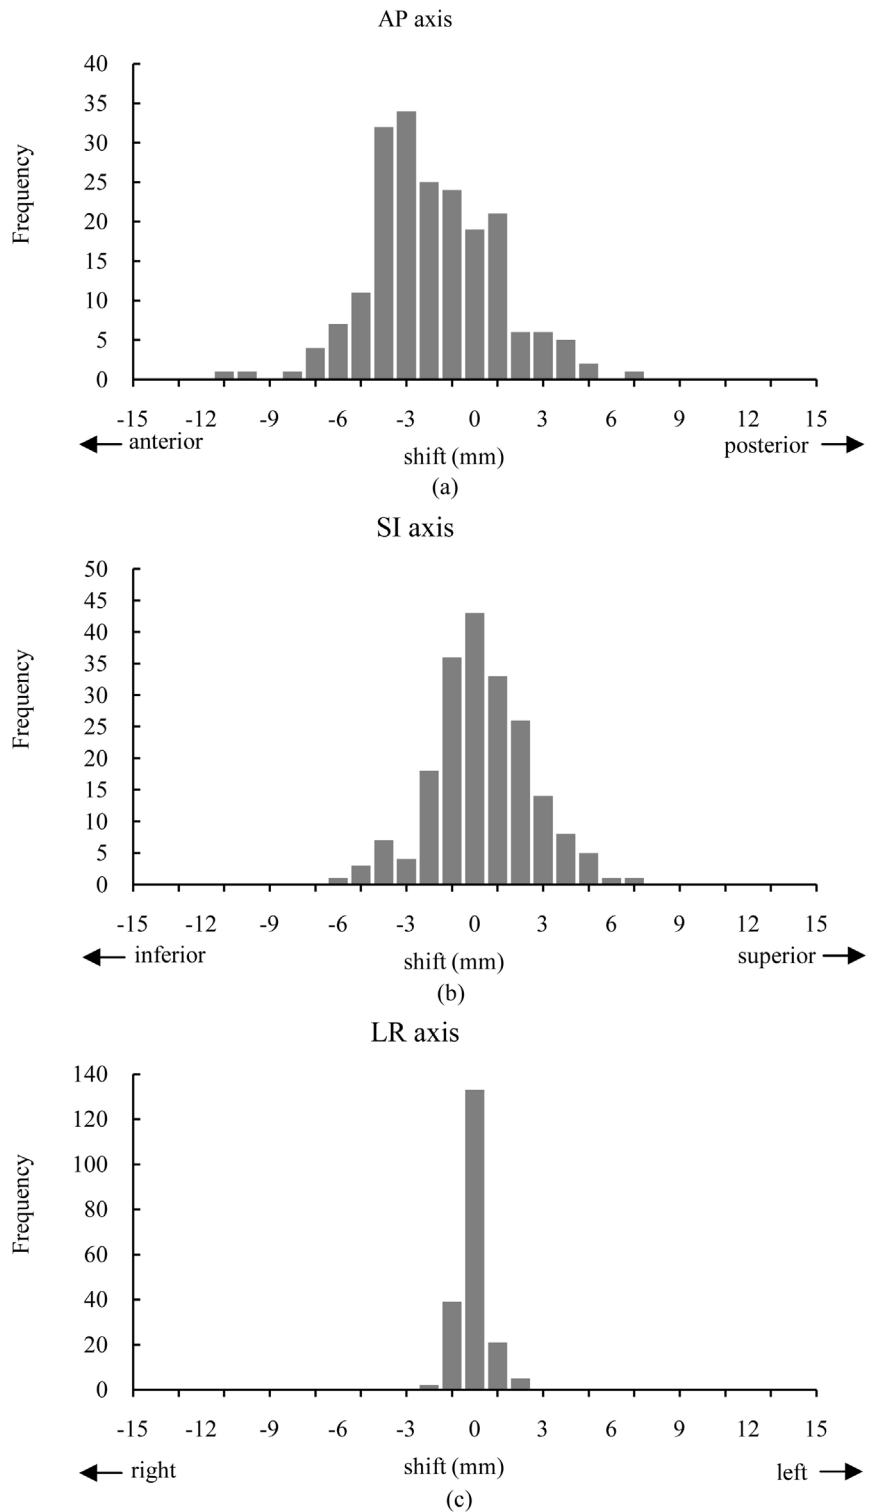 AP axis
40
35
30
25
20
15
10
5
0
Frequency
-15 -12 -9 -6 -3 0 3 6 9 12 15
anterior
posterior
shift (mm)
(a)
SI axis
50
45
40
35
30
25
20
15
10
5
0
Frequency
-15 -12 -9 -6 -3 0 3 6 9 12 15
inferior
superior
shift (mm)
(b)
LR axis
140
120
100
80
60
40
20
0
Frequency
-15 -12 -9 -6 -3 0 3 6 9 12 15
right
left
shift (mm)
(c)